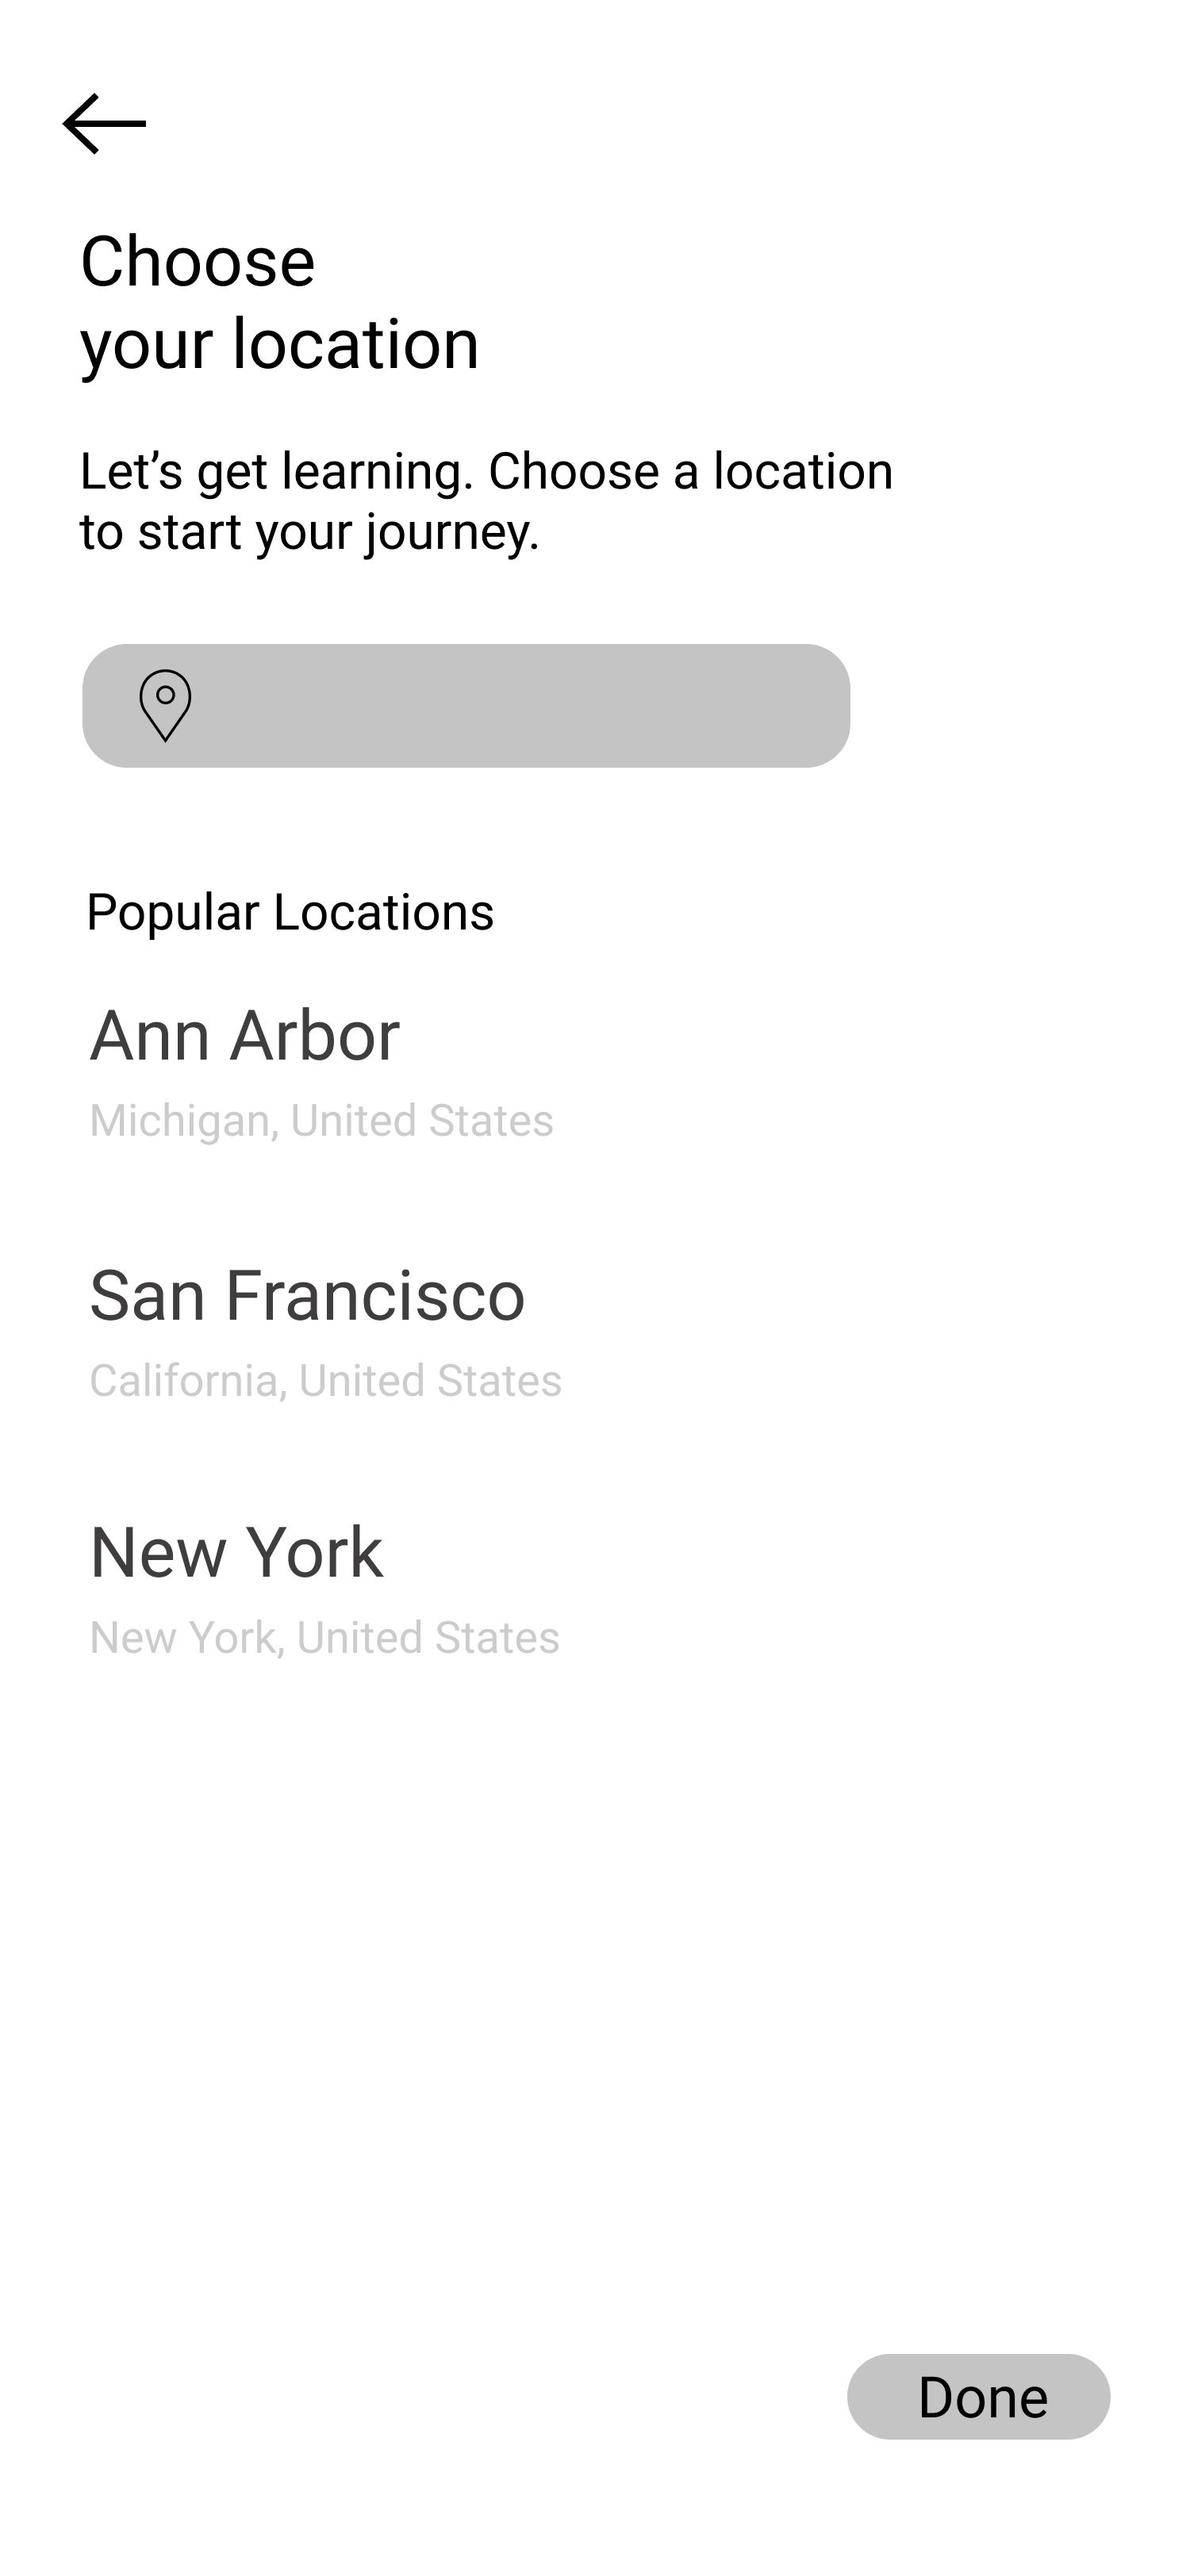 Choose
your location
Let’s get learning. Choose a location
to start your journey.
Popular Locations
Ann Arbor
Michigan, United States
San Francisco
California, United States
New York
New York, United States
Done